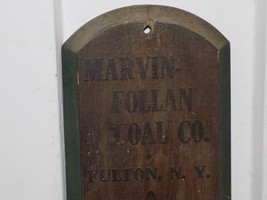 MARVIN-
FOLLAN
COAL CO.
FULTON, N. Y.